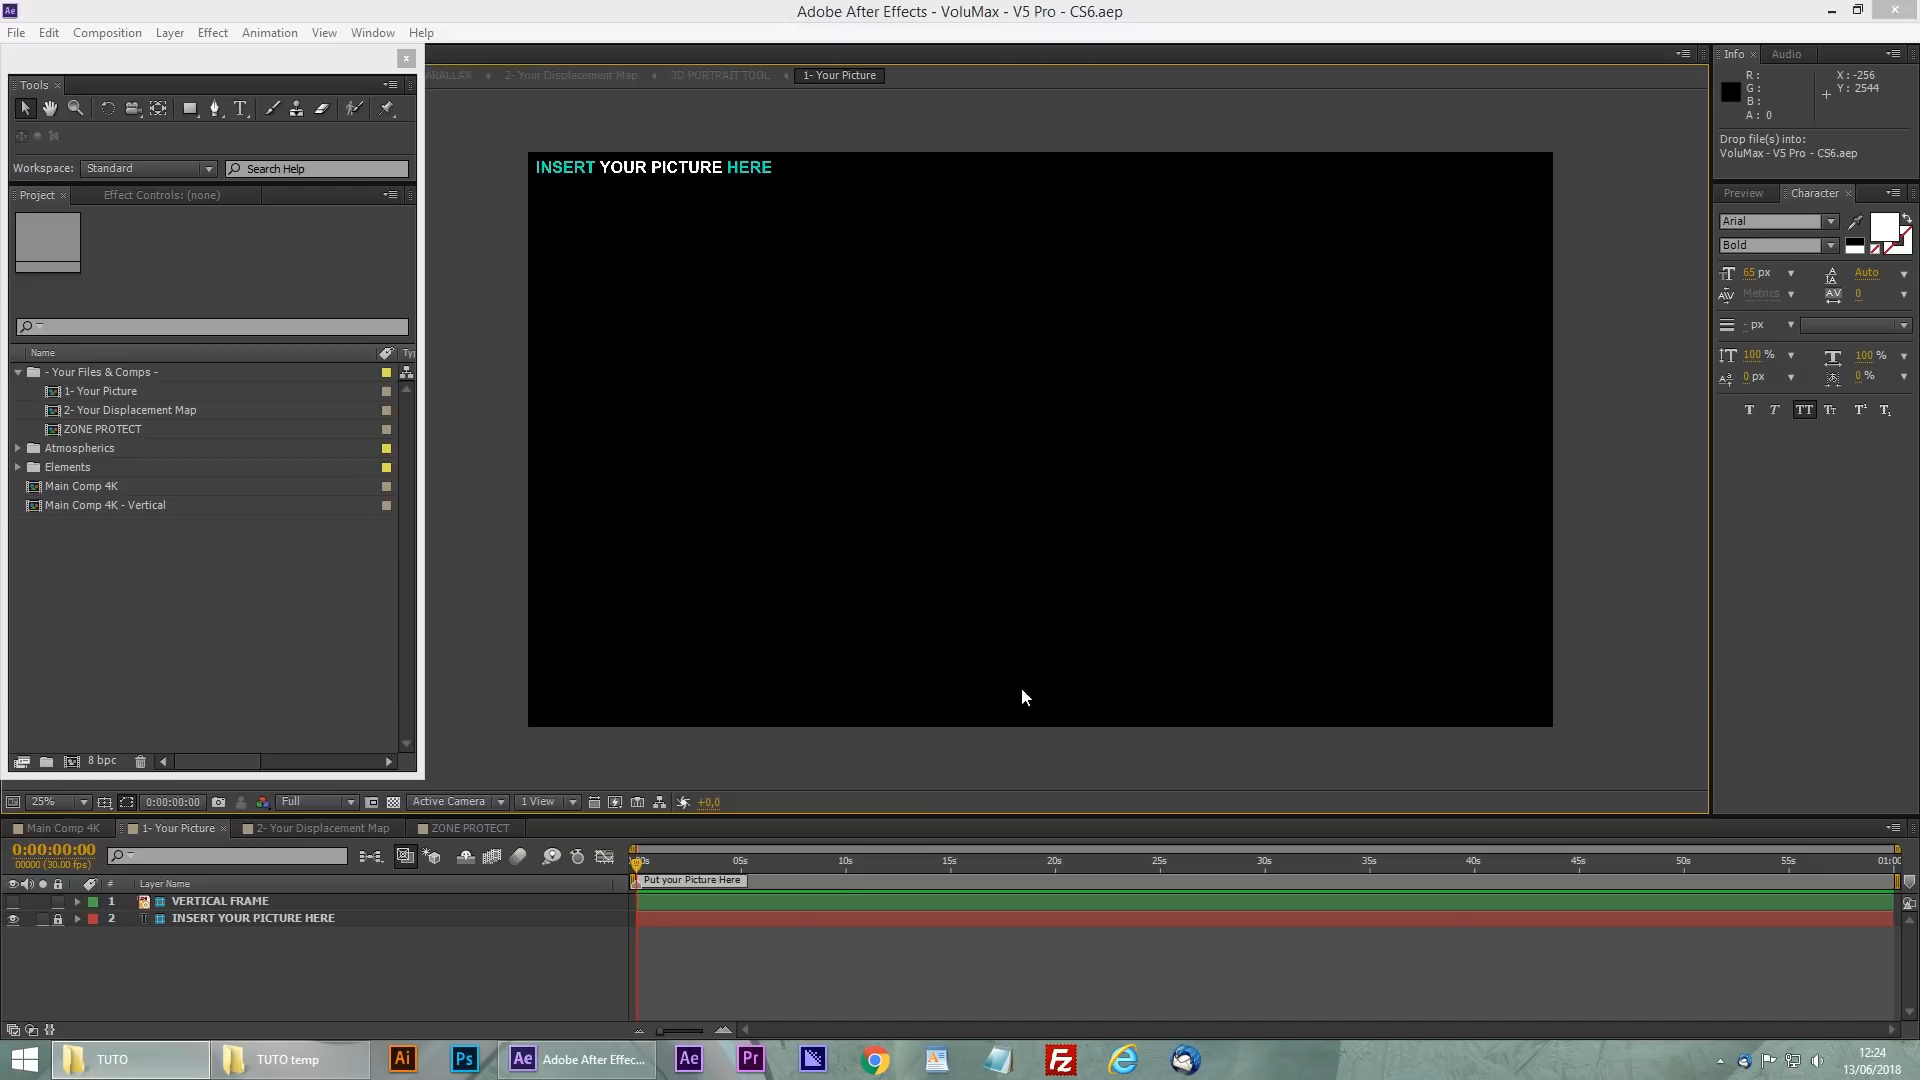 Adobe After Effects - VoluMax - V5 Pro - CS6.aep
File Edit Composition Layer Effect Animation View Window Help
Tools
Workspace: Standard Search Help
Project Effect Controls: (none)
Name
- Your Files & Comps -
1- Your Picture
2- Your Displacement Map
ZONE PROTECT
Atmospherics
Elements
Main Comp 4K
Main Comp 4K - Vertical
8 bpc
2- Your Displacement Map 3D PORTRAIT TOOL 1- Your Picture
INSERT YOUR PICTURE HERE
Info Audio
R:
G:
B:
A: 0
X: -256
Y: 2544
Drop file(s) into:
VoluMax - V5 Pro - CS6.aep
Preview Character
Arial
Bold
65 px Auto
Metrics 0
- px
100 % 100 %
0 px 0 %
25% 0:00:00:00 Full Active Camera 1 View +0,0
Main Comp 4K 1- Your Picture 2- Your Displacement Map ZONE PROTECT
0:00:00:00
00000 (30.00 fps)
05s 10s 15s 20s 25s 30s 35s 40s 45s 50s 55s
# Layer Name
Put your Picture Here
1 VERTICAL FRAME
2 INSERT YOUR PICTURE HERE
TUTO TUTO temp Ai Ps Ae Adobe After Effec... Ae Pr
12:24
13/06/2018